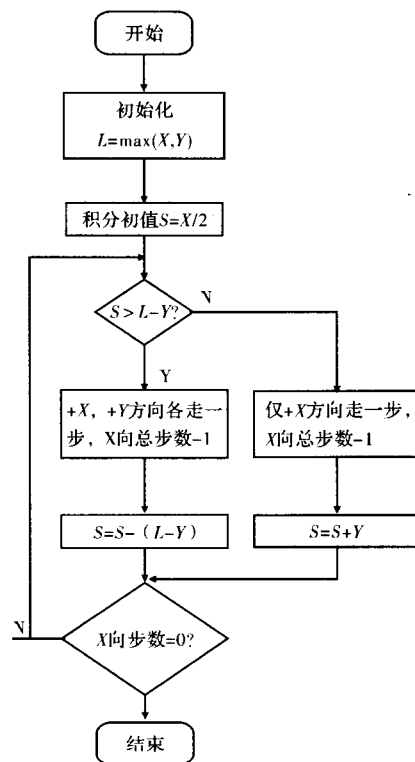 开始
初始化
L=max(X,Y)
积分初值S=X/2
S>L-Y?
N
Y
+X，+Y方向各走一
步，X向总步数-1
仅+X方向走一步，
X向总步数-1
S=S-（L-Y）
S=S+Y
N
X向步数=0?
结束